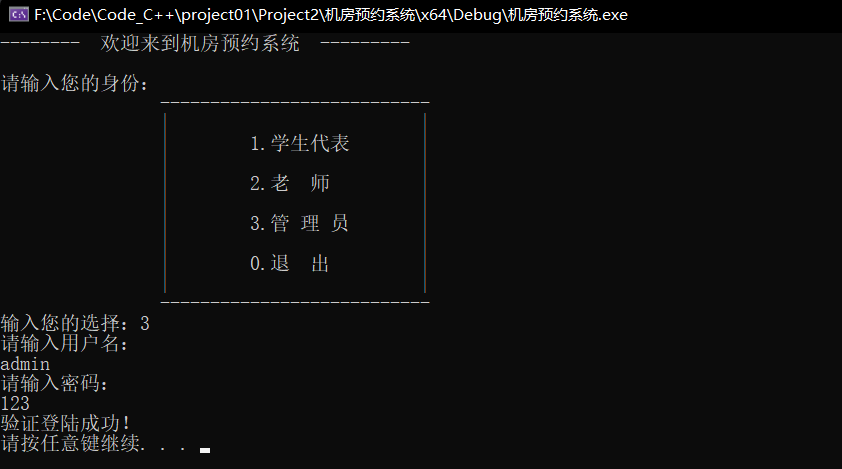 F:\Code\Code_C++\project01\Project2\机房预约系统\x64\Debug\机房预约系统.exe
--------  欢迎来到机房预约系统  ---------
请输入您的身份：
---------------------------
1.学生代表
2.老  师
3.管 理 员
0.退  出
---------------------------
输入您的选择：3
请输入用户名：
admin
请输入密码：
123
验证登陆成功！
请按任意键继续. . .